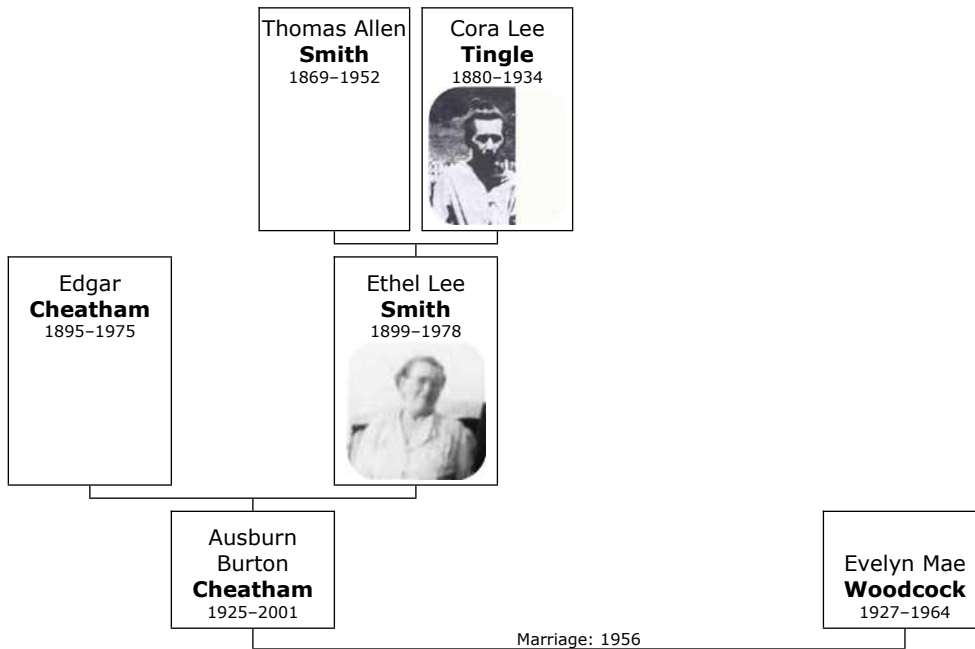 Thomas Allen
Smith
1869–1952
Cora Lee
Tingle
1880–1934
Edgar
Cheatham
1895–1975
Ethel Lee
Smith
1899–1978
Ausburn
Burton
Cheatham
1925–2001
Evelyn Mae
Woodcock
1927–1964
Marriage: 1956